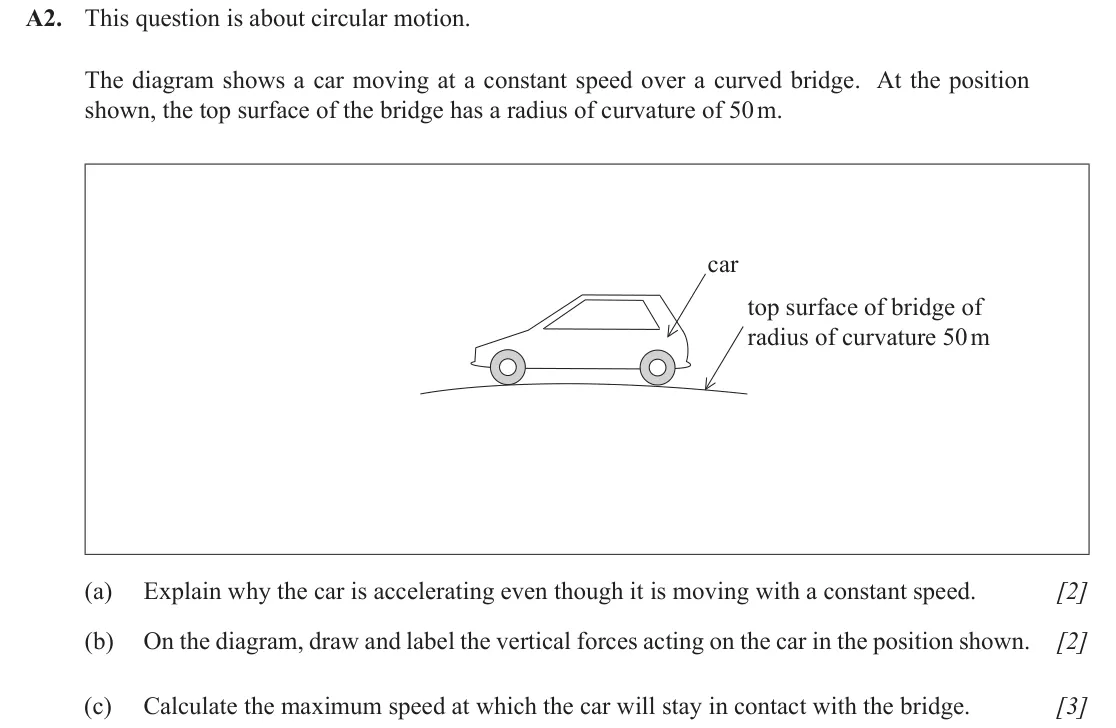 A2. This question is about circular motion.
The diagram shows a car moving at a constant speed over a curved bridge. At the position
shown, the top surface of the bridge has a radius of curvature of 50 m.
car
top surface of bridge of
radius of curvature 50 m
(a) Explain why the car is accelerating even though it is moving with a constant speed. [2]
(b) On the diagram, draw and label the vertical forces acting on the car in the position shown. [2]
(c) Calculate the maximum speed at which the car will stay in contact with the bridge. [3]